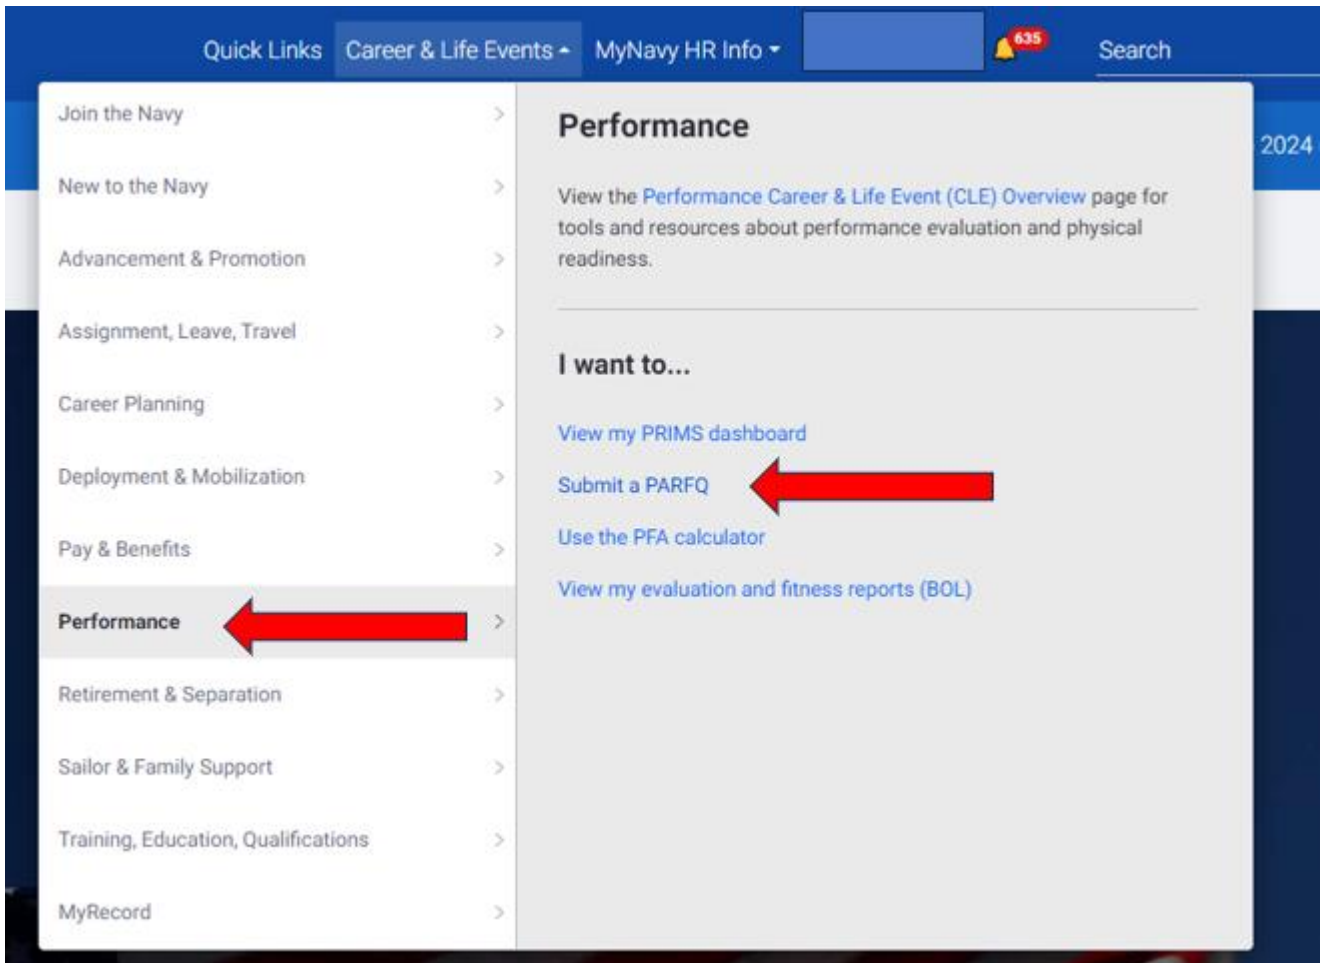 Quick Links Career & Life Events MyNavy HR Info 635 Search
2024
Join the Navy
New to the Navy
Advancement & Promotion
Assignment, Leave, Travel
Career Planning
Deployment & Mobilization
Pay & Benefits
Performance
Retirement & Separation
Sailor & Family Support
Training, Education, Qualifications
MyRecord
Performance
View the Performance Career & Life Event (CLE) Overview page for
tools and resources about performance evaluation and physical
readiness.
I want to...
View my PRIMS dashboard
Submit a PARFQ
Use the PFA calculator
View my evaluation and fitness reports (BOL)